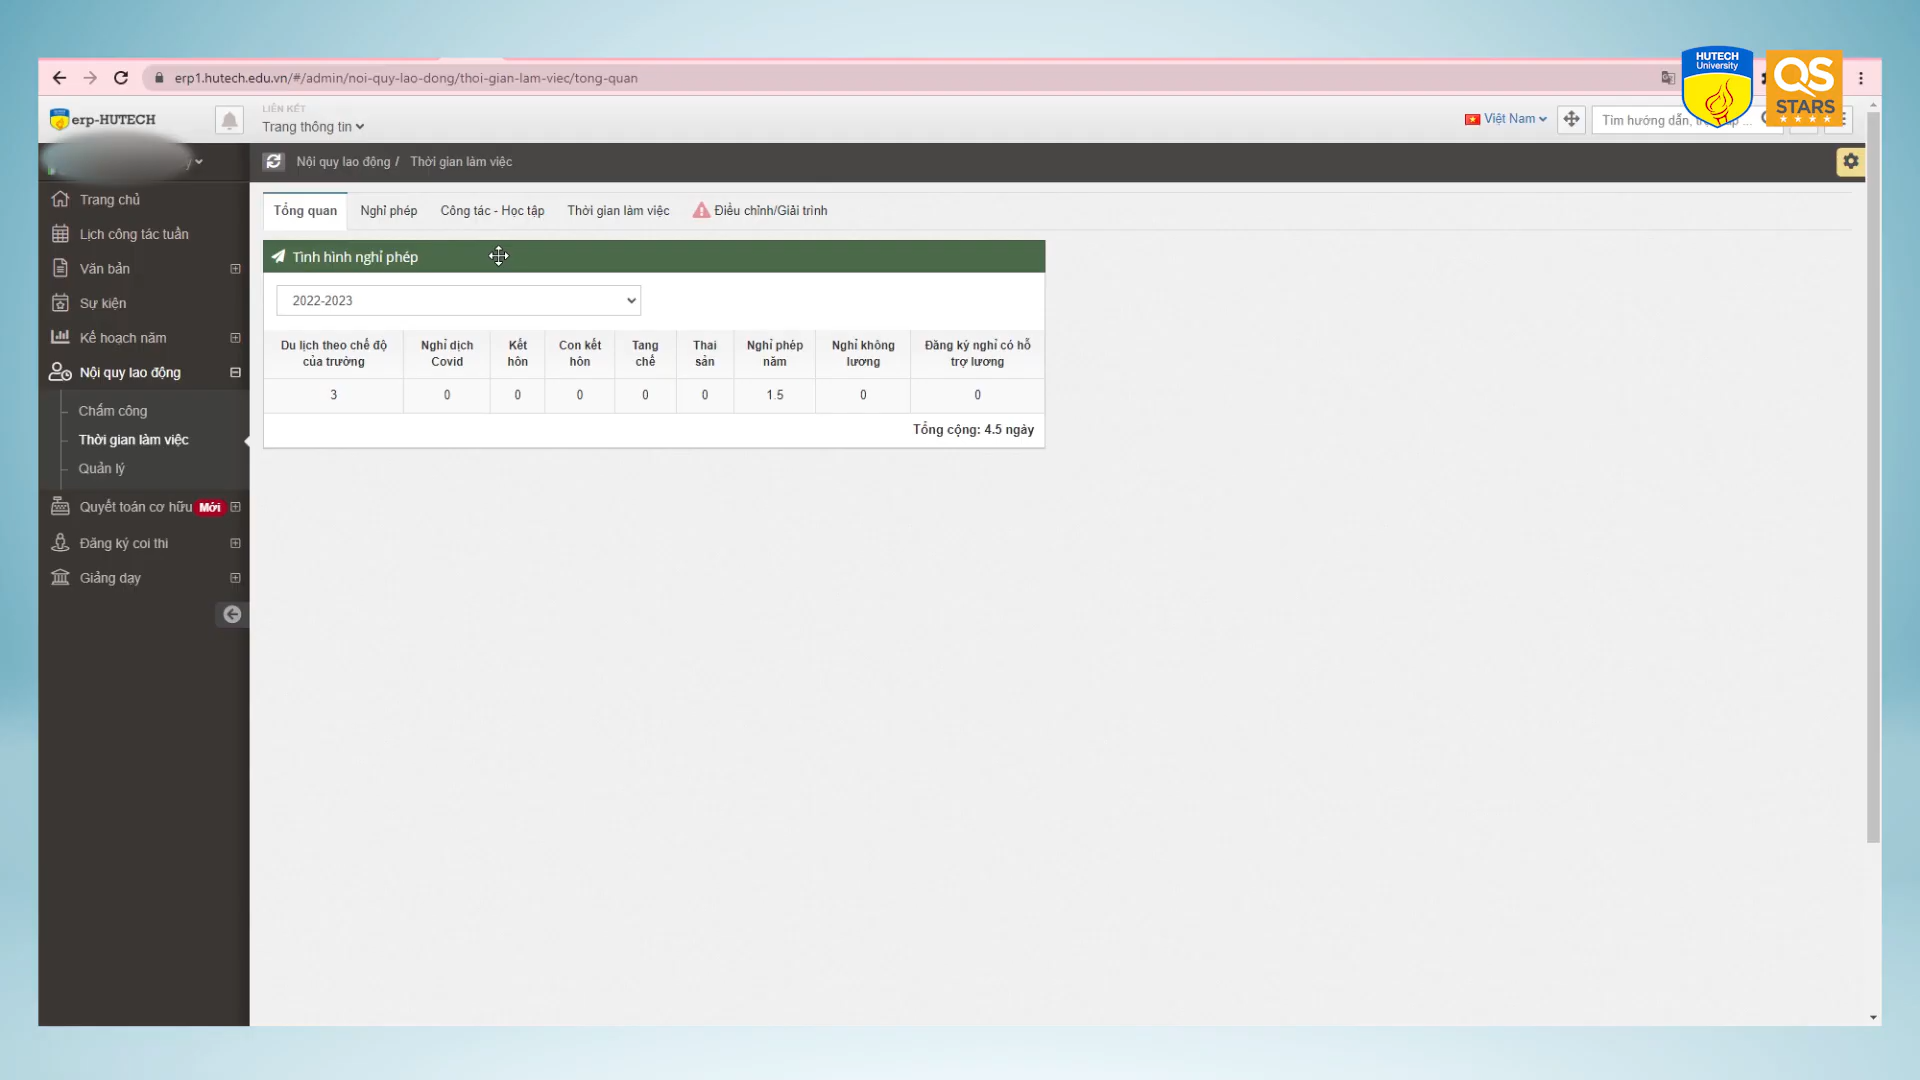 erp1.hutech.edu.vn/#/admin/noi-quy-lao-dong/thoi-gian-lam-viec/tong-quan
HUTECH
University
QS
STARS
erp-HUTECH
LIÊN KẾT
Trang thông tin
Việt Nam
Tìm hướng dẫn,
Nội quy lao động / Thời gian làm việc
Trang chủ
Lịch công tác tuần
Văn bản
Sự kiện
Kế hoạch năm
Nội quy lao động
Chấm công
Thời gian làm việc
Quản lý
Quyết toán cơ hữu Mới
Đăng ký coi thi
Giảng dạy
Tổng quan Nghỉ phép Công tác - Học tập Thời gian làm việc Điều chỉnh/Giải trình
Tình hình nghỉ phép
2022-2023
Du lịch theo chế độ của trường Nghỉ dịch Covid Kết hôn Con kết hôn Tang chế Thai sản Nghỉ phép năm Nghỉ không lương Đăng ký nghỉ có hỗ trợ lương
3 0 0 0 0 0 1.5 0 0
Tổng cộng: 4.5 ngày